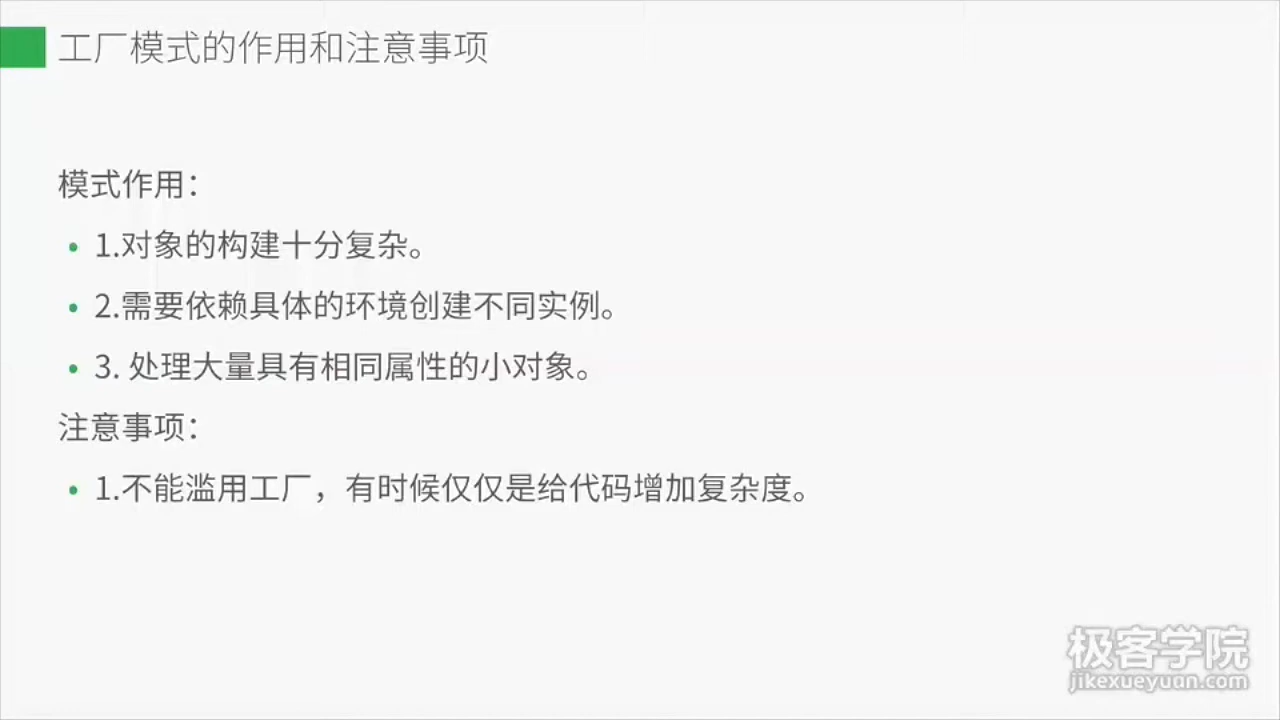 工厂模式的作用和注意事项
模式作用：
1.对象的构建十分复杂。
2.需要依赖具体的环境创建不同实例。
3. 处理大量具有相同属性的小对象。
注意事项：
1.不能滥用工厂，有时候仅仅是给代码增加复杂度。
极客学院
jikexueyuan.com